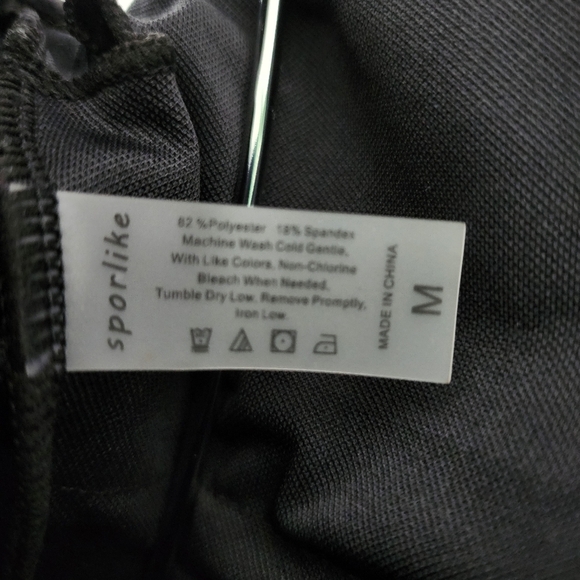 sporlike
82 %Polyester 18% Spandex
Machine Wash Cold Gentle,
With Like Colors, Non-Chlorine
Bleach When Needed,
Tumble Dry Low, Remove Promptly,
Iron Low.
MADE IN CHINA
M